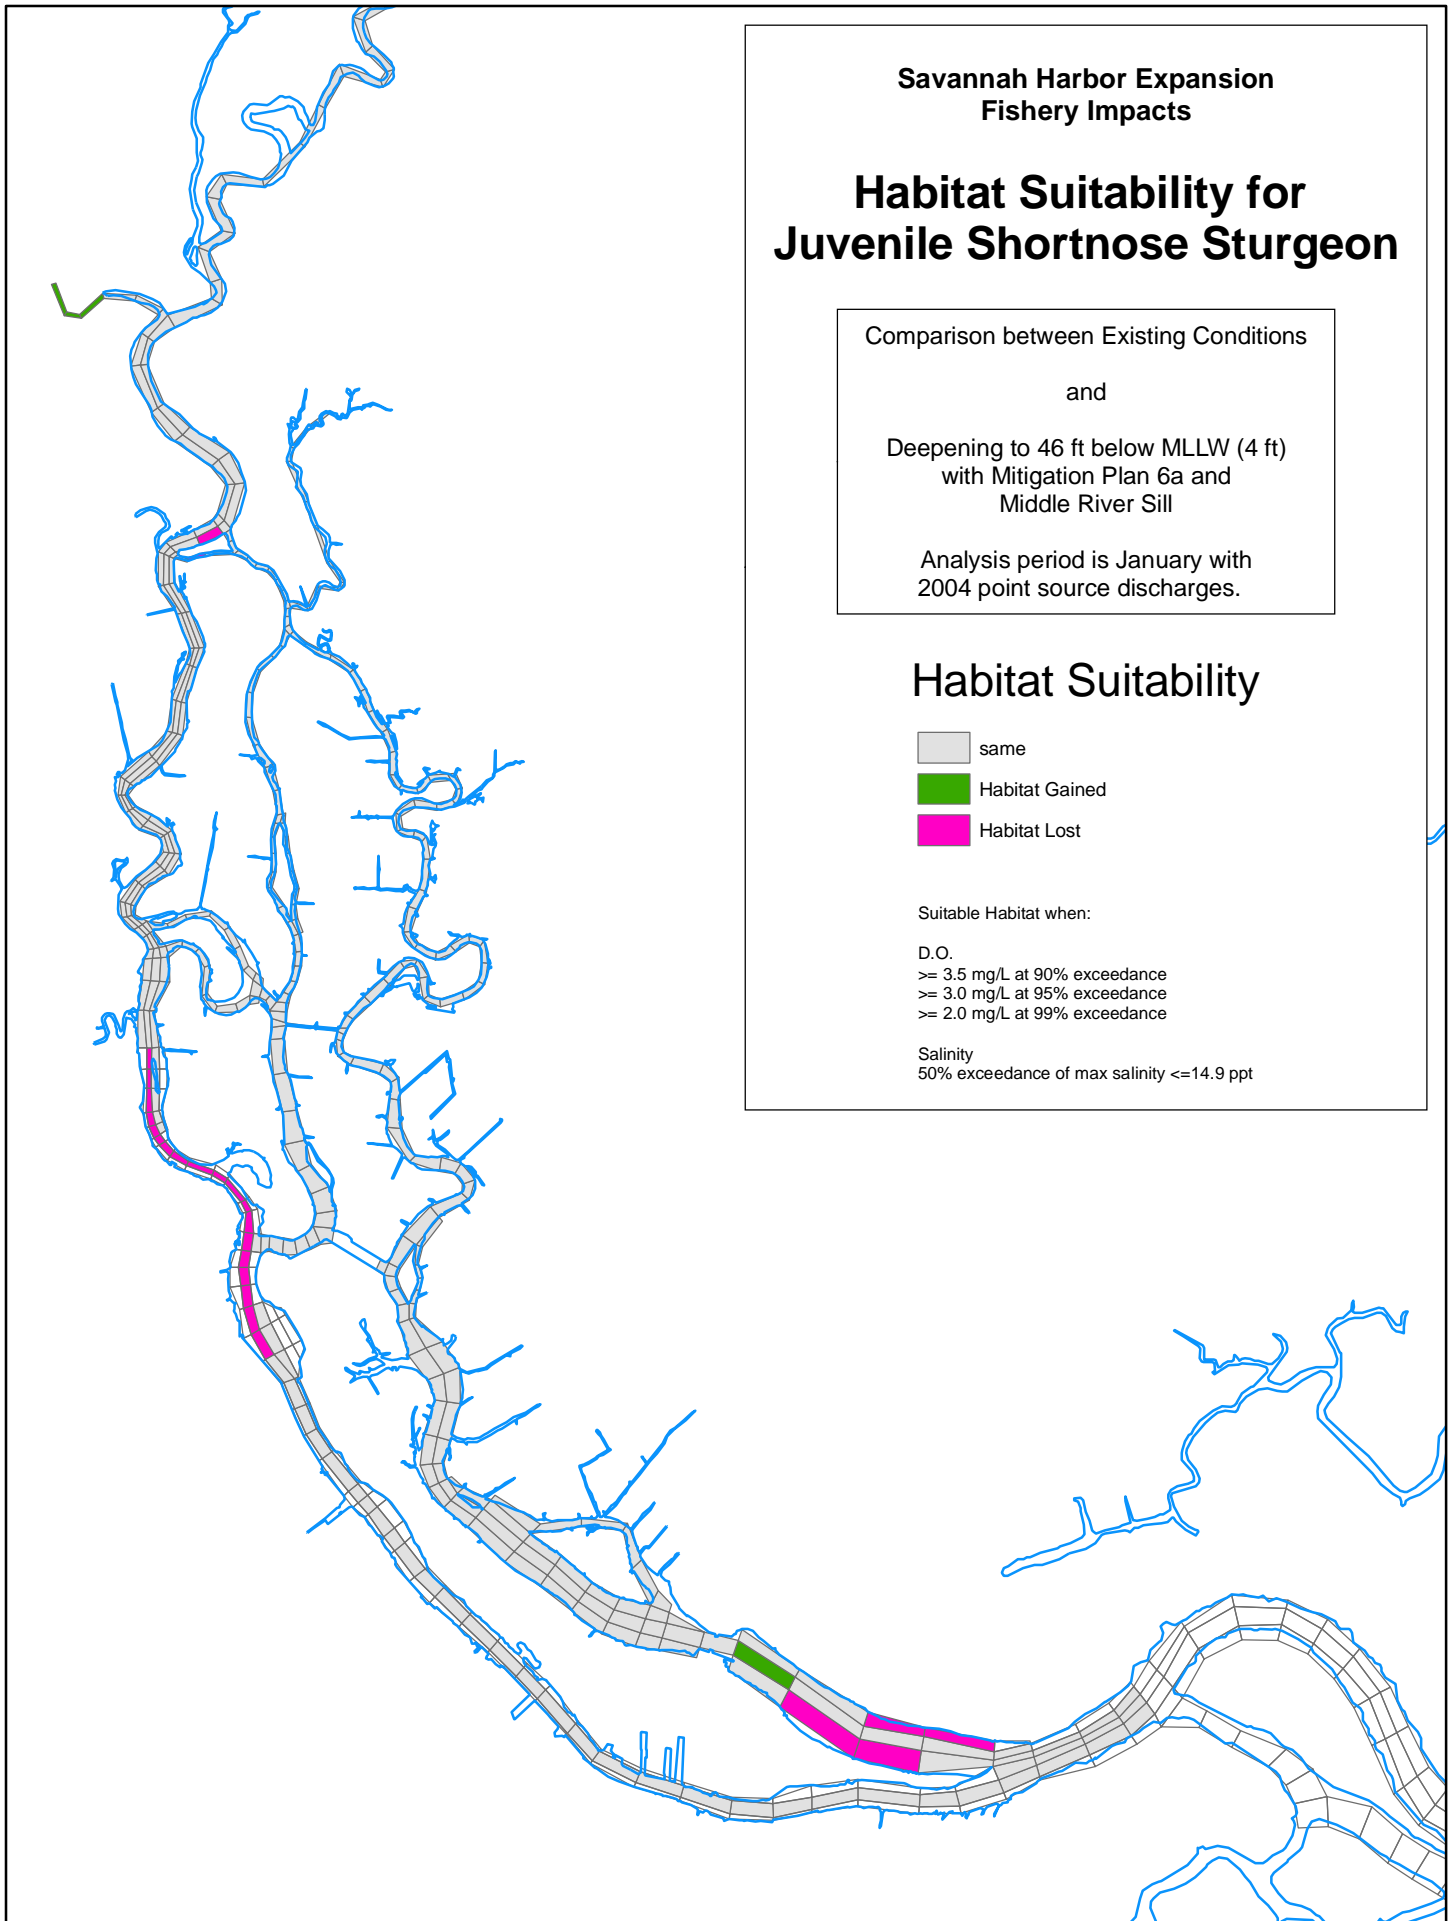 Savannah Harbor Expansion
Fishery Impacts
Habitat Suitability for
Juvenile Shortnose Sturgeon
Comparison between Existing Conditions
and
Deepening to 46 ft below MLLW (4 ft)
with Mitigation Plan 6a and
Middle River Sill
Analysis period is January with
2004 point source discharges.
Habitat Suitability
same
Habitat Gained
Habitat Lost
Suitable Habitat when:
D.O.
>= 3.5 mg/L at 90% exceedance
>= 3.0 mg/L at 95% exceedance
>= 2.0 mg/L at 99% exceedance
Salinity
50% exceedance of max salinity <=14.9 ppt